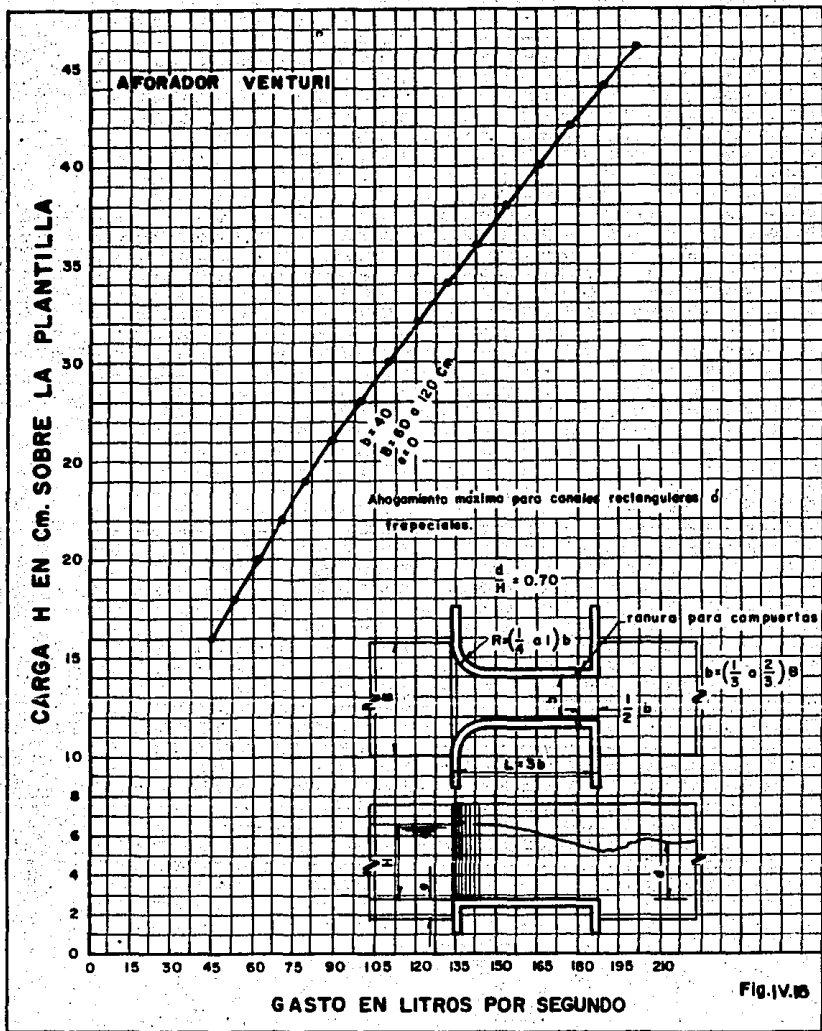 AFORADOR VENTURI
CARGA H EN Cm. SOBRE LA PLANTILLA
45
40
35
30
20
20
15
10
8
6
4
2
0
b=40
B=60 a 120 Cm
e=0
Ahogamiento máximo para canales rectangulares ó
trapeciales.
d/H = 0.70
ranura para compuertas
R=(1/4 a 1)b
b=(1/3 a 2/3)B
b
1/2 b
L=3b
H
e
d
0 15 30 45 60 75 90 105 120 135 150 165 180 195 210
GASTO EN LITROS POR SEGUNDO
Fig.IV.16